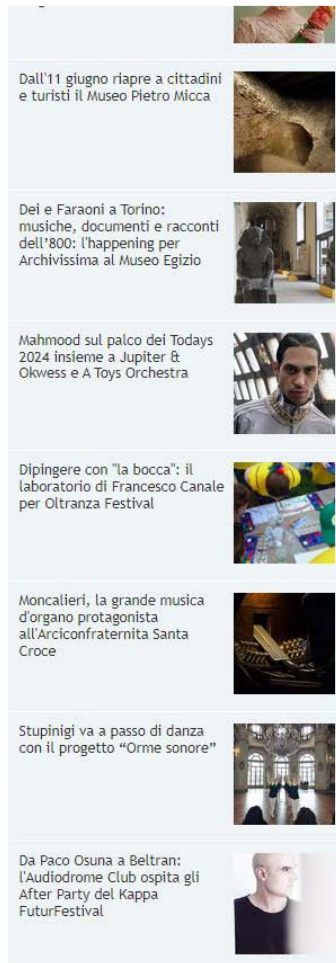 Dall'11 giugno riapre a cittadini
e turisti il Museo Pietro Micca
Dei e Faraoni a Torino:
musiche, documenti e racconti
dell’800: l'happening per
Archivissima al Museo Egizio
Mahmood sul palco dei Todays
2024 insieme a Jupiter &
Okwess e A Toys Orchestra
Dipingere con "la bocca": il
laboratorio di Francesco Canale
per Oltranza Festival
Moncalieri, la grande musica
d'organo protagonista
all'Arciconfraternita Santa
Croce
Stupinigi va a passo di danza
con il progetto “Orme sonore”
Da Paco Osuna a Beltran:
l'Audiodrome Club ospita gli
After Party del Kappa
FuturFestival